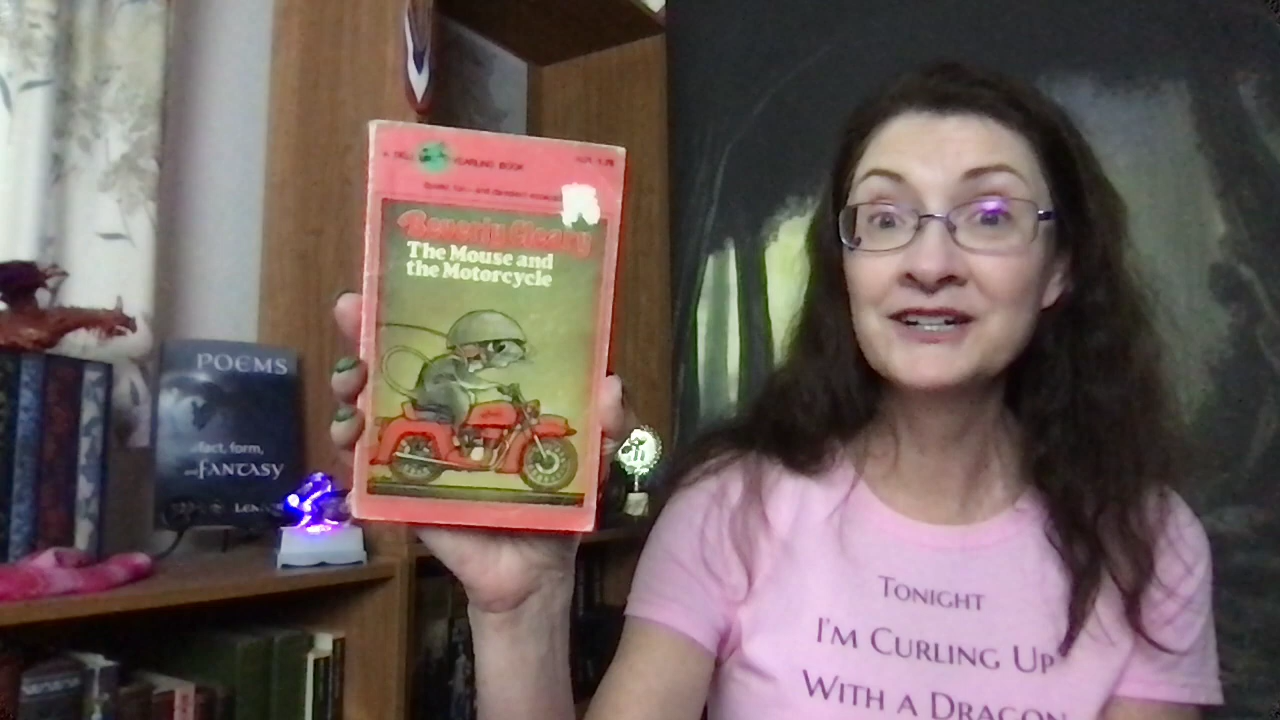 A DELL YEARLING BOOK
Beverly Cleary
The Mouse and
the Motorcycle
POEMS
fact, form,
and FANTASY
TONIGHT
I'M CURLING UP
WITH A DRAGON